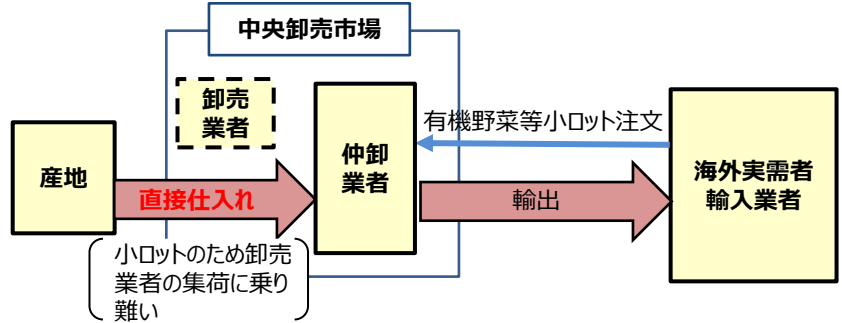 中央卸売市場
卸売
業者
産地
直接仕入れ
小ロットのため卸売
業者の集荷に乗り
難い
仲卸
業者
有機野菜等小ロット注文
輸出
海外実需者
輸入業者